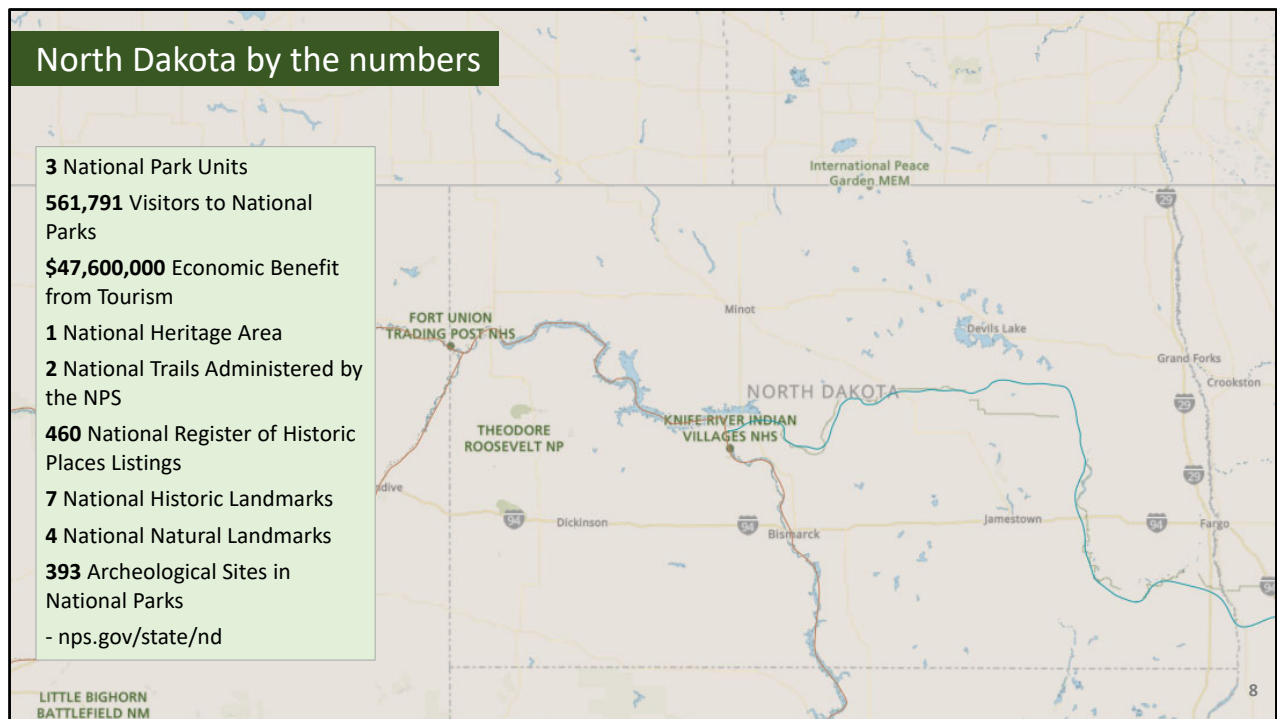 North Dakota by the numbers
3 National Park Units
561,791 Visitors to National
Parks
$47,600,000 Economic Benefit
from Tourism
1 National Heritage Area
2 National Trails Administered by
the NPS
460 National Register of Historic
Places Listings
7 National Historic Landmarks
4 National Natural Landmarks
393 Archeological Sites in
National Parks
- nps.gov/state/nd
International Peace
Garden MEM
29
Minot
FORT UNION
TRADING POST NHS
Devils Lake
Grand Forks
Crookston
NORTH DAKOTA
29
KNIFE RIVER INDIAN
VILLAGES NHS
THEODORE
ROOSEVELT NP
29
ndive
94
Dickinson
94
Bismarck
Jamestown
94
Fargo
94
LITTLE BIGHORN
BATTLEFIELD NM
8